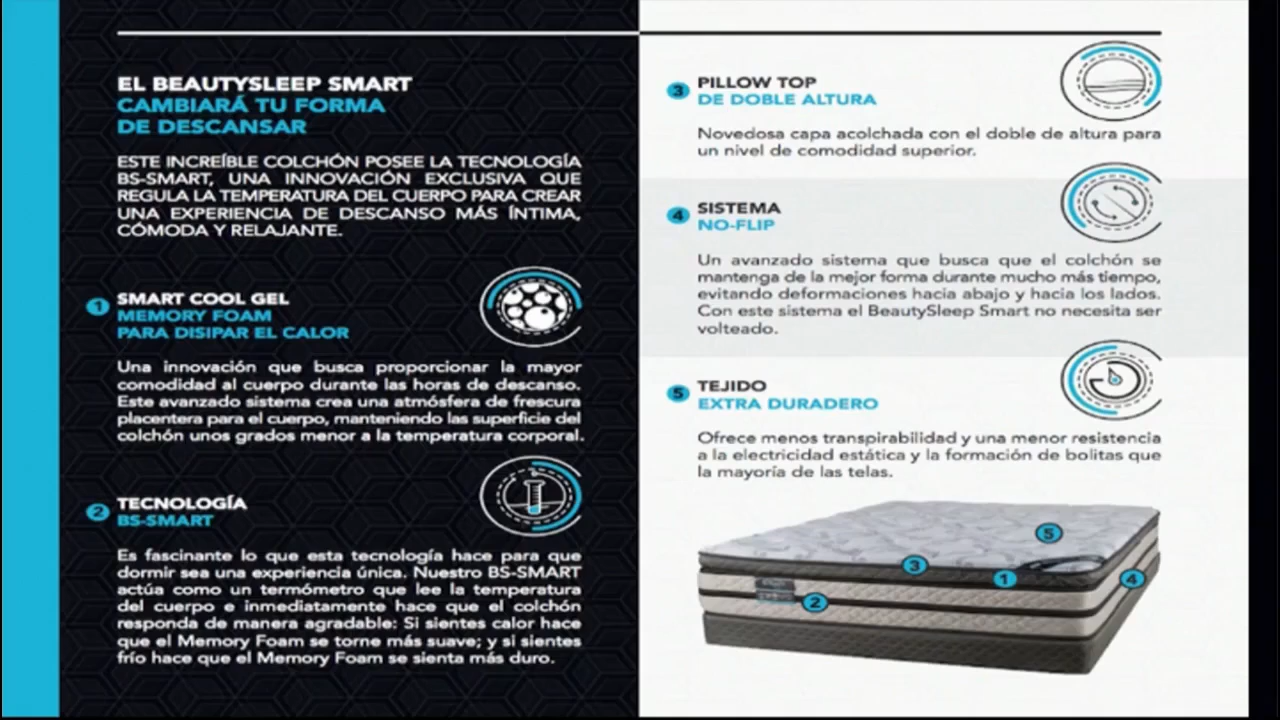 EL BEAUTYSLEEP SMART
CAMBIARÁ TU FORMA
DE DESCANSAR
ESTE INCREÍBLE COLCHÓN POSEE LA TECNOLOGÍA
BS-SMART, UNA INNOVACIÓN EXCLUSIVA QUE
REGULA LA TEMPERATURA DEL CUERPO PARA CREAR
UNA EXPERIENCIA DE DESCANSO MÁS ÍNTIMA,
CÓMODA Y RELAJANTE.
1 SMART COOL GEL
MEMORY FOAM
PARA DISIPAR EL CALOR
Una innovación que busca proporcionar la mayor
comodidad al cuerpo durante las horas de descanso.
Este avanzado sistema crea una atmósfera de frescura
placentera para el cuerpo, manteniendo las superficie del
colchón unos grados menor a la temperatura corporal.
2 TECNOLOGÍA
BS-SMART
Es fascinante lo que esta tecnología hace para que
dormir sea una experiencia única. Nuestro BS-SMART
actúa como un termómetro que lee la temperatura
del cuerpo e inmediatamente hace que el colchón
responda de manera agradable: Si sientes calor hace
que el Memory Foam se torne más suave; y si sientes
frío hace que el Memory Foam se sienta más duro.
3 PILLOW TOP
DE DOBLE ALTURA
Novedosa capa acolchada con el doble de altura para
un nivel de comodidad superior.
4 SISTEMA
NO-FLIP
Un avanzado sistema que busca que el colchón se
mantenga de la mejor forma durante mucho más tiempo,
evitando deformaciones hacia abajo y hacia los lados.
Con este sistema el BeautySleep Smart no necesita ser
volteado.
5 TEJIDO
EXTRA DURADERO
Ofrece menos transpirabilidad y una menor resistencia
a la electricidad estática y la formación de bolitas que
la mayoría de las telas.
5
3
1
4
2